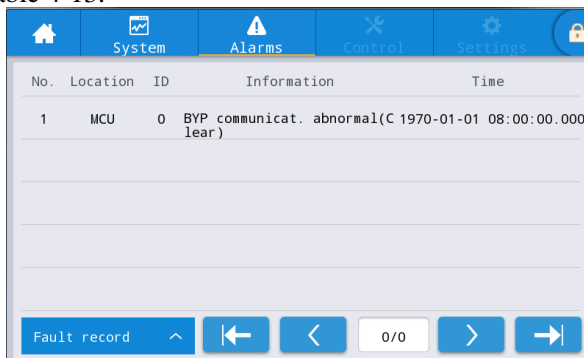 System Alarms Control Settings
No. Location ID Information Time
1 MCU 0 BYP communicat. abnormal(C 1970-01-01 08:00:00.000
lear)
Fault record 0/0